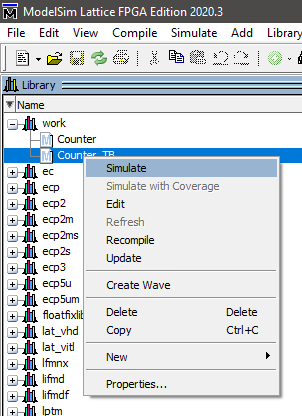 ModelSim Lattice FPGA Edition 2020.3
File Edit View Compile Simulate Add Library
Library
Name
work
Counter
Counter_TB
Simulate
ec
Simulate with Coverage
ecp
Edit
ecp2
Refresh
ecp2m
Recompile
ecp2ms
Update
ecp2s
ecp3
Create Wave
ecp5u
ecp5um
Delete Delete
floatfixlib
Copy Ctrl+C
lat_vhd
lat_vitl
New
lfmnx
lifmd
Properties...
lifmdf
lptm